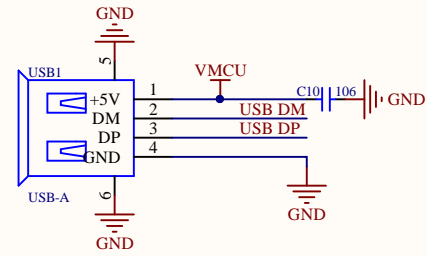 GND
5
USB1
VMCU
+5V
1
C10
106
GND
DM
2
USB DM
DP
3
USB DP
GND
4
USB-A
6
GND
GND